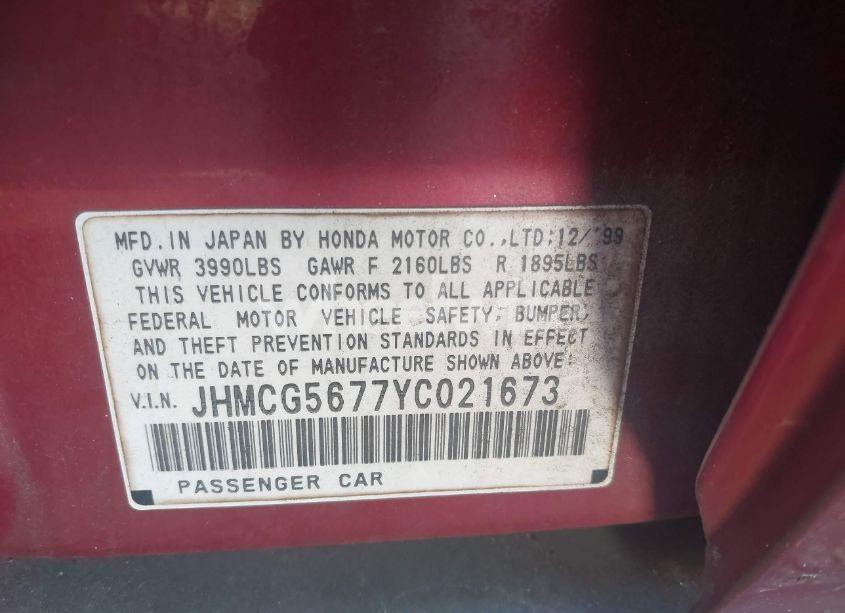 MFD.IN JAPAN BY HONDA MOTOR CO.,LTD;12/'99
GVWR 3990LBS GAWR F 2160LBS R 1895LBS
THIS VEHICLE CONFORMS TO ALL APPLICABLE
FEDERAL MOTOR VEHICLE SAFETY, BUMPER,
AND THEFT PREVENTION STANDARDS IN EFFECT
ON THE DATE OF MANUFACTURE SHOWN ABOVE.
V.I.N. JHMCG5677YC021673
PASSENGER CAR